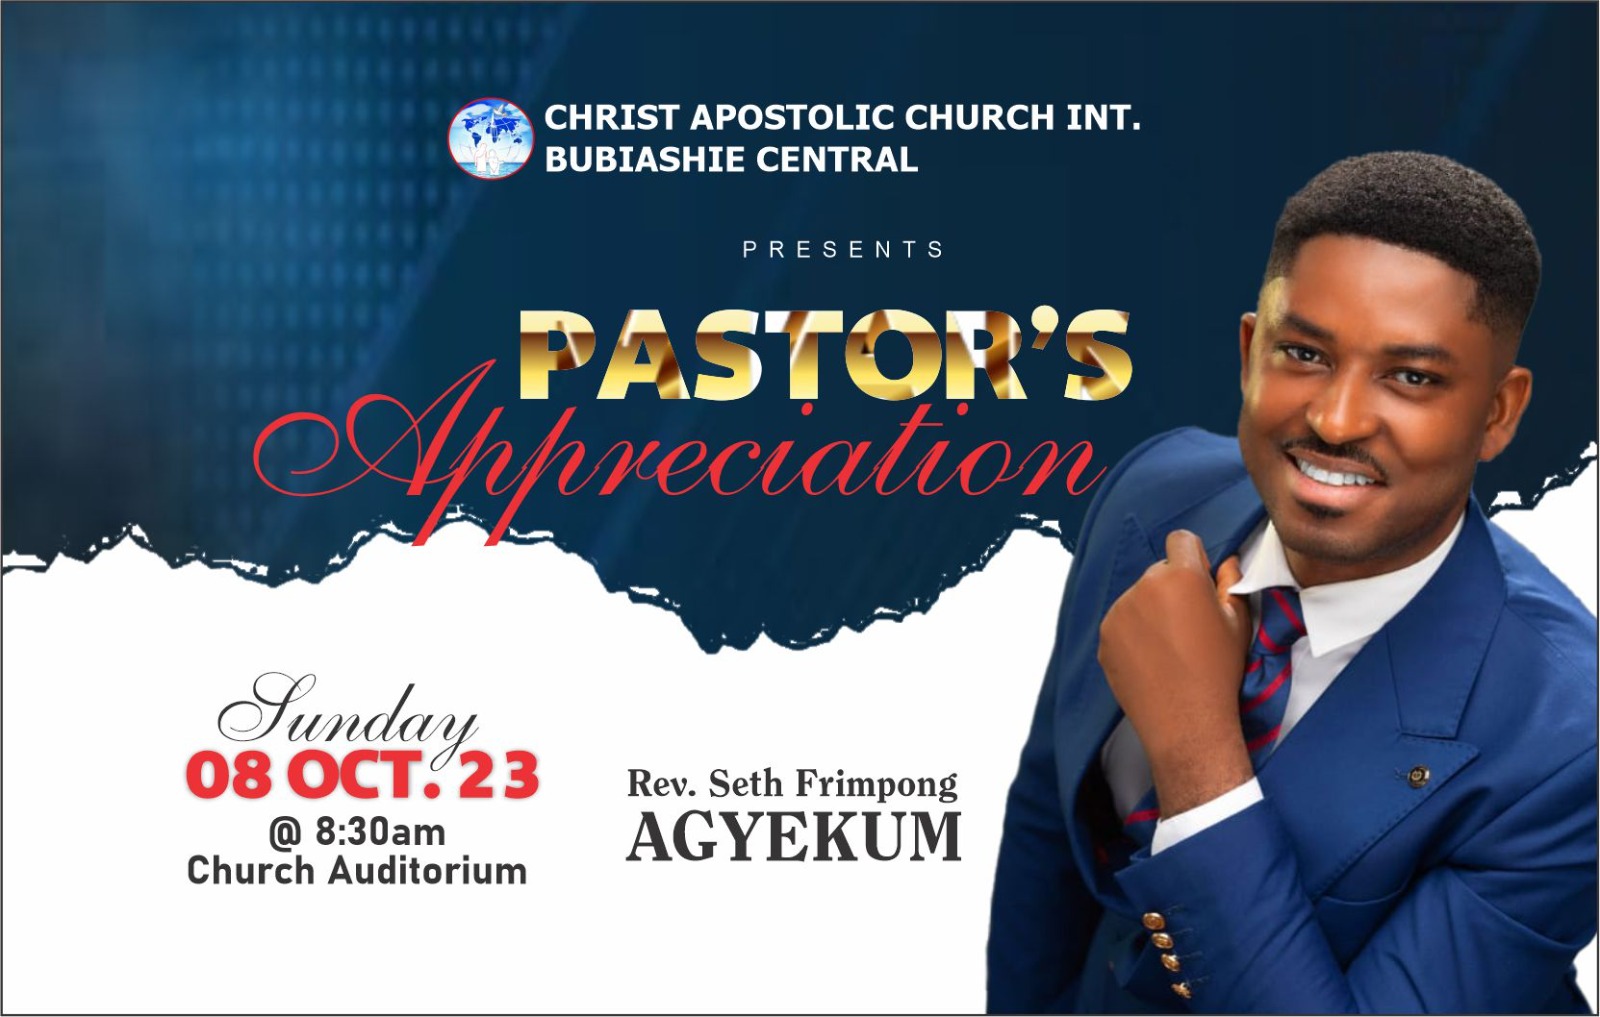 CHRIST APOSTOLIC CHURCH INT.
BUBIASHIE CENTRAL
PRESENTS
PASTOR'S
Appreciation
Sunday
08 OCT. 23
@ 8:30am
Church Auditorium
Rev. Seth Frimpong
AGYEKUM